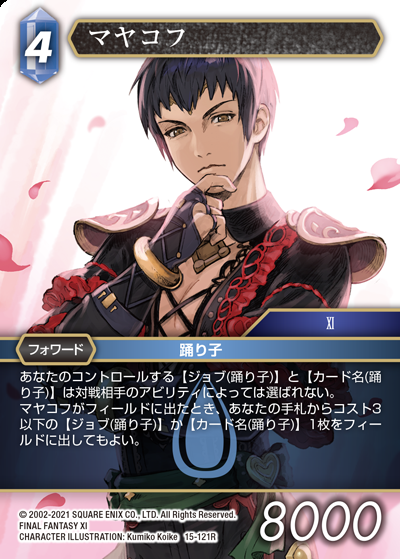 4
マヤコフ
XI
フォワード
踊り子
あなたのコントロールする【ジョブ(踊り子)】と【カード名(踊
り子)】は対戦相手のアビリティによっては選ばれない。
マヤコフがフィールドに出たとき、あなたの手札からコスト3
以下の【ジョブ(踊り子)】か【カード名(踊り子)】1枚をフィー
ルドに出してもよい。
© 2002-2021 SQUARE ENIX CO., LTD. All Rights Reserved.
FINAL FANTASY XI
CHARACTER ILLUSTRATION: Kumiko Koike 15-121R
8000